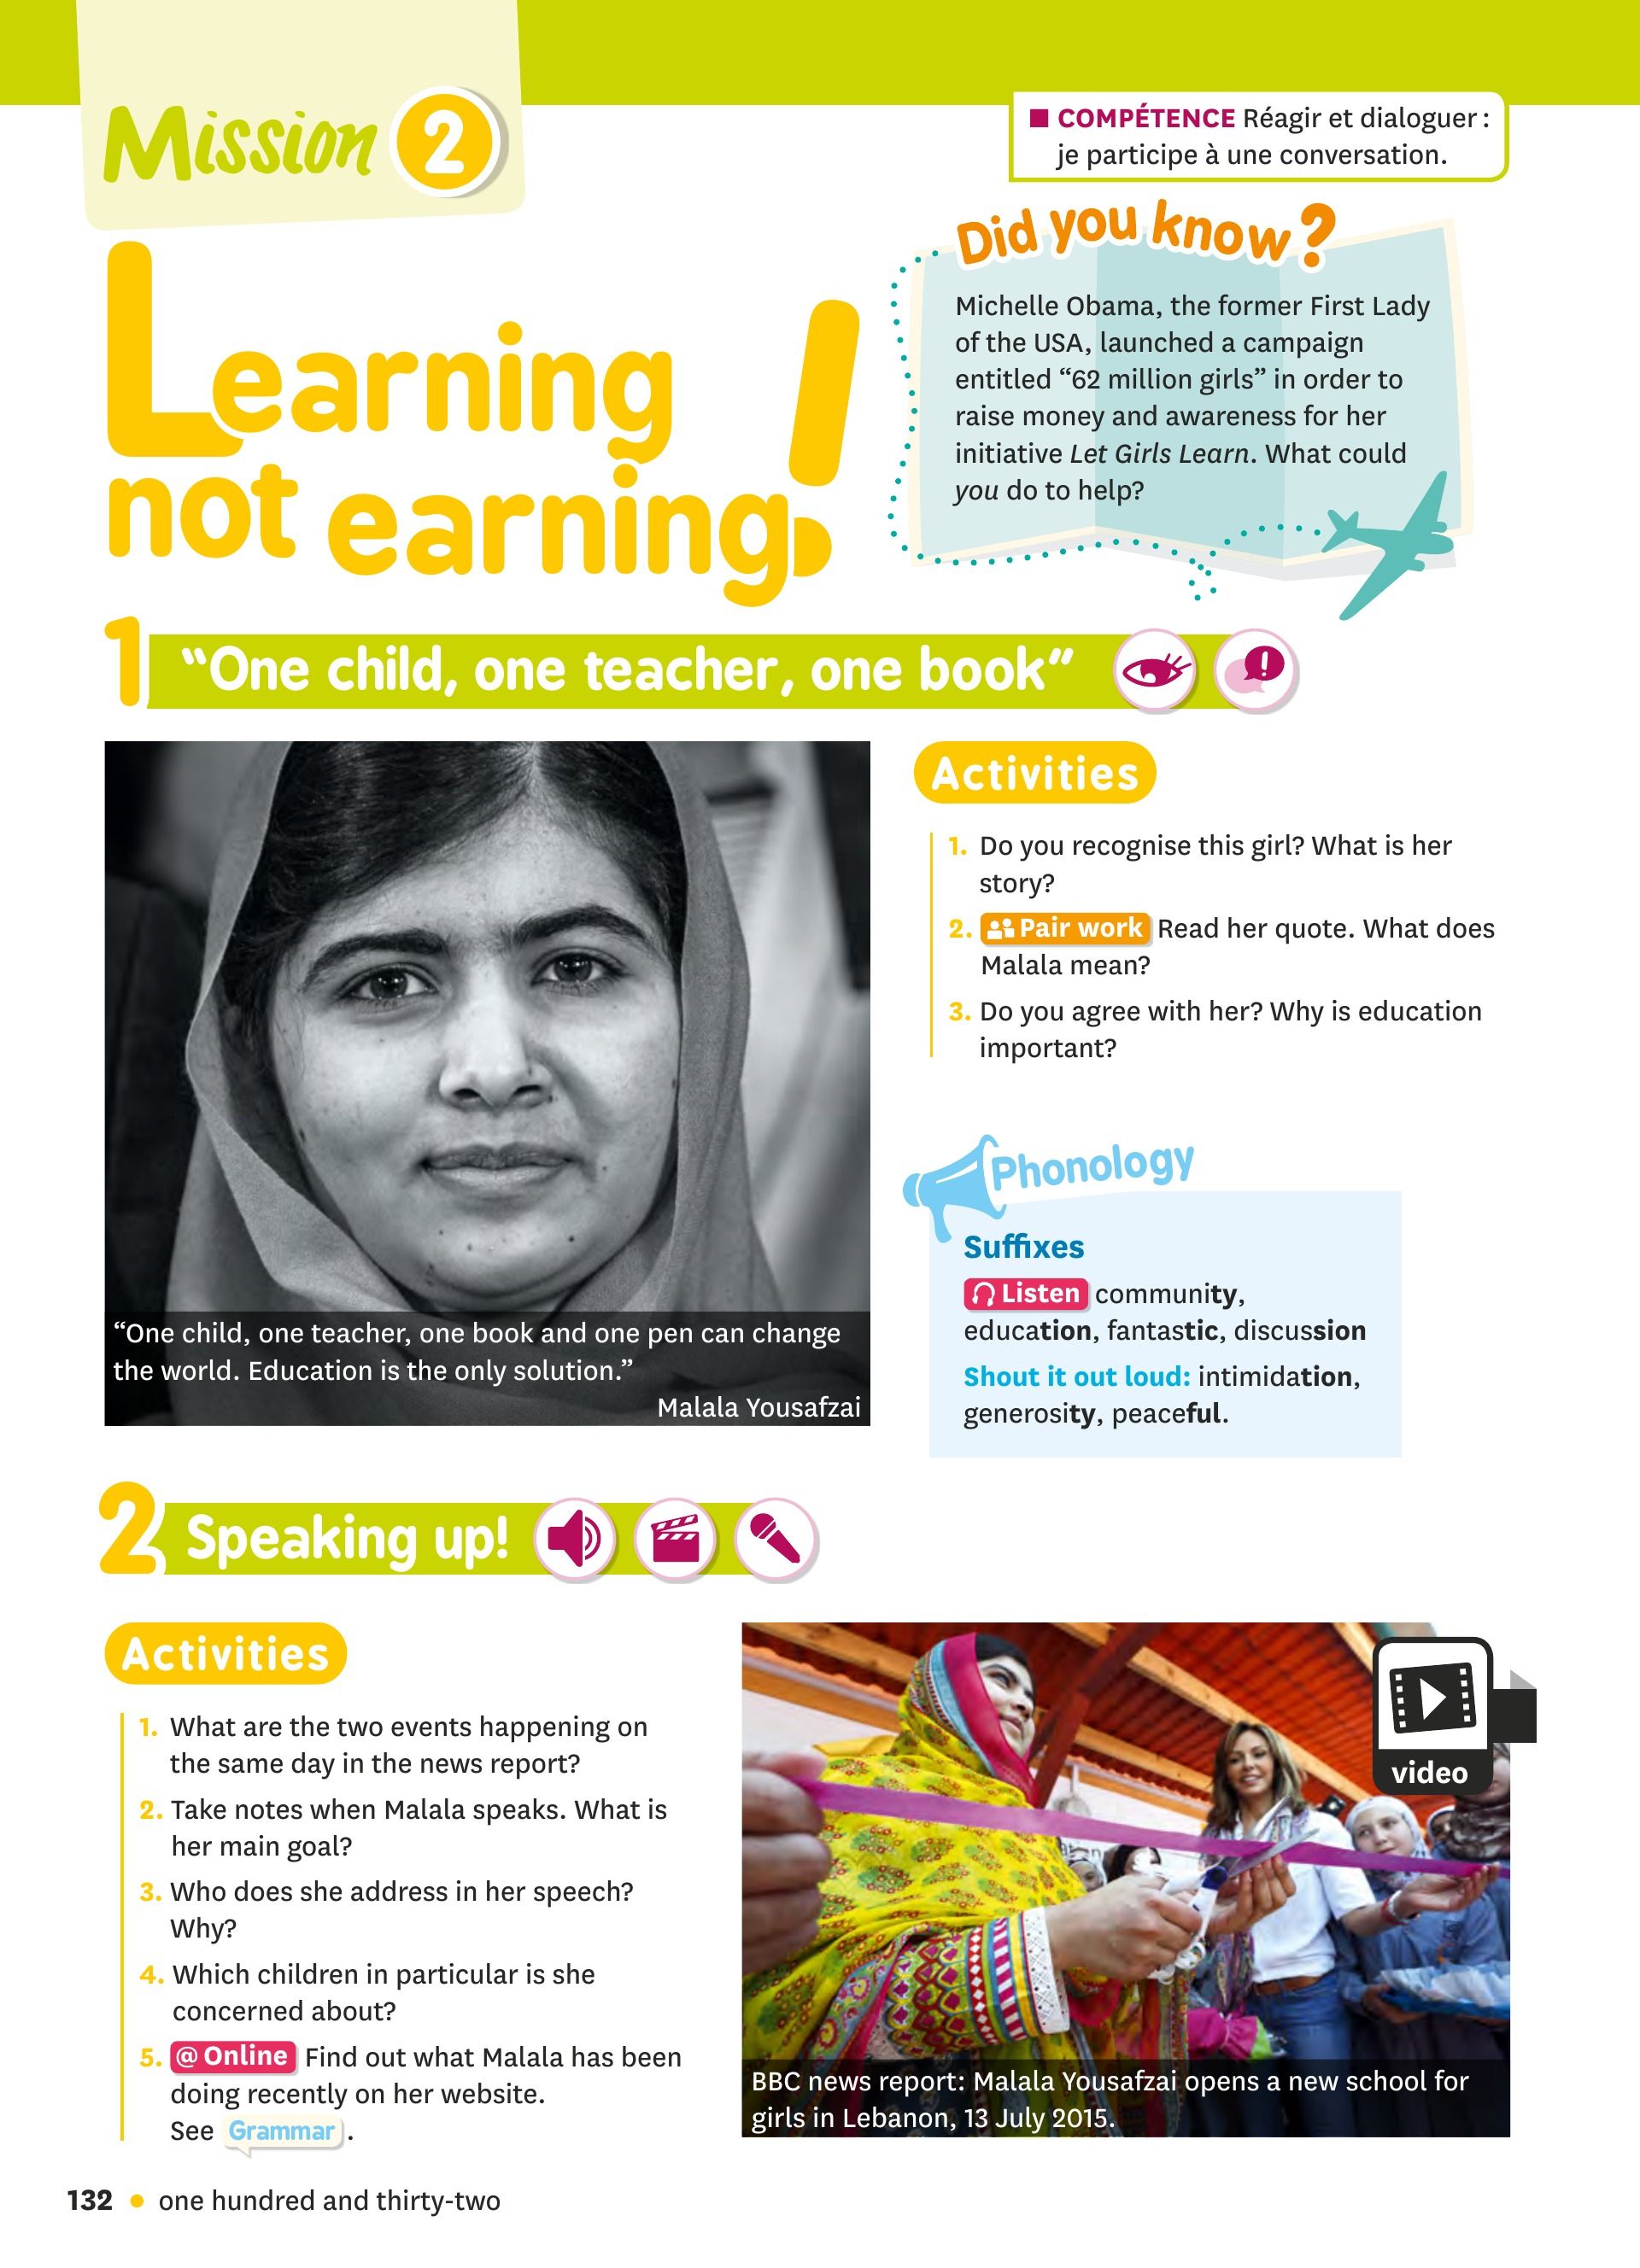 Mission 2
■ COMPÉTENCE Réagir et dialoguer :
je participe à une conversation.
Learning
not earning!
Did you know?
Michelle Obama, the former First Lady
of the USA, launched a campaign
entitled “62 million girls” in order to
raise money and awareness for her
initiative Let Girls Learn. What could
you do to help?
1 “One child, one teacher, one book”
“One child, one teacher, one book and one pen can change
the world. Education is the only solution.”
Malala Yousafzai
Activities
1. Do you recognise this girl? What is her
story?
2. Pair work Read her quote. What does
Malala mean?
3. Do you agree with her? Why is education
important?
Phonology
Suffixes
Listen community,
education, fantastic, discussion
Shout it out loud: intimidation,
generosity, peaceful.
2 Speaking up!
Activities
1. What are the two events happening on
the same day in the news report?
2. Take notes when Malala speaks. What is
her main goal?
3. Who does she address in her speech?
Why?
4. Which children in particular is she
concerned about?
5. @ Online Find out what Malala has been
doing recently on her website.
See Grammar.
video
BBC news report: Malala Yousafzai opens a new school for
girls in Lebanon, 13 July 2015.
132 • one hundred and thirty-two